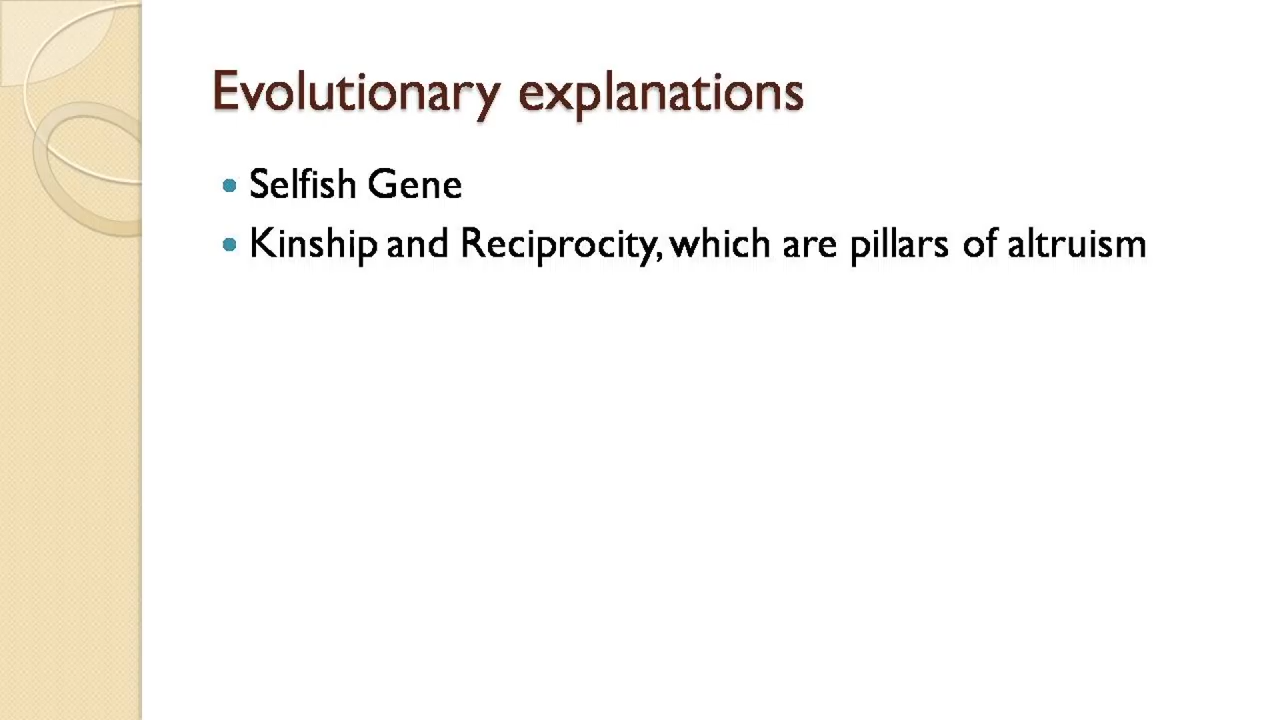 Evolutionary explanations
• Selfish Gene
• Kinship and Reciprocity, which are pillars of altruism